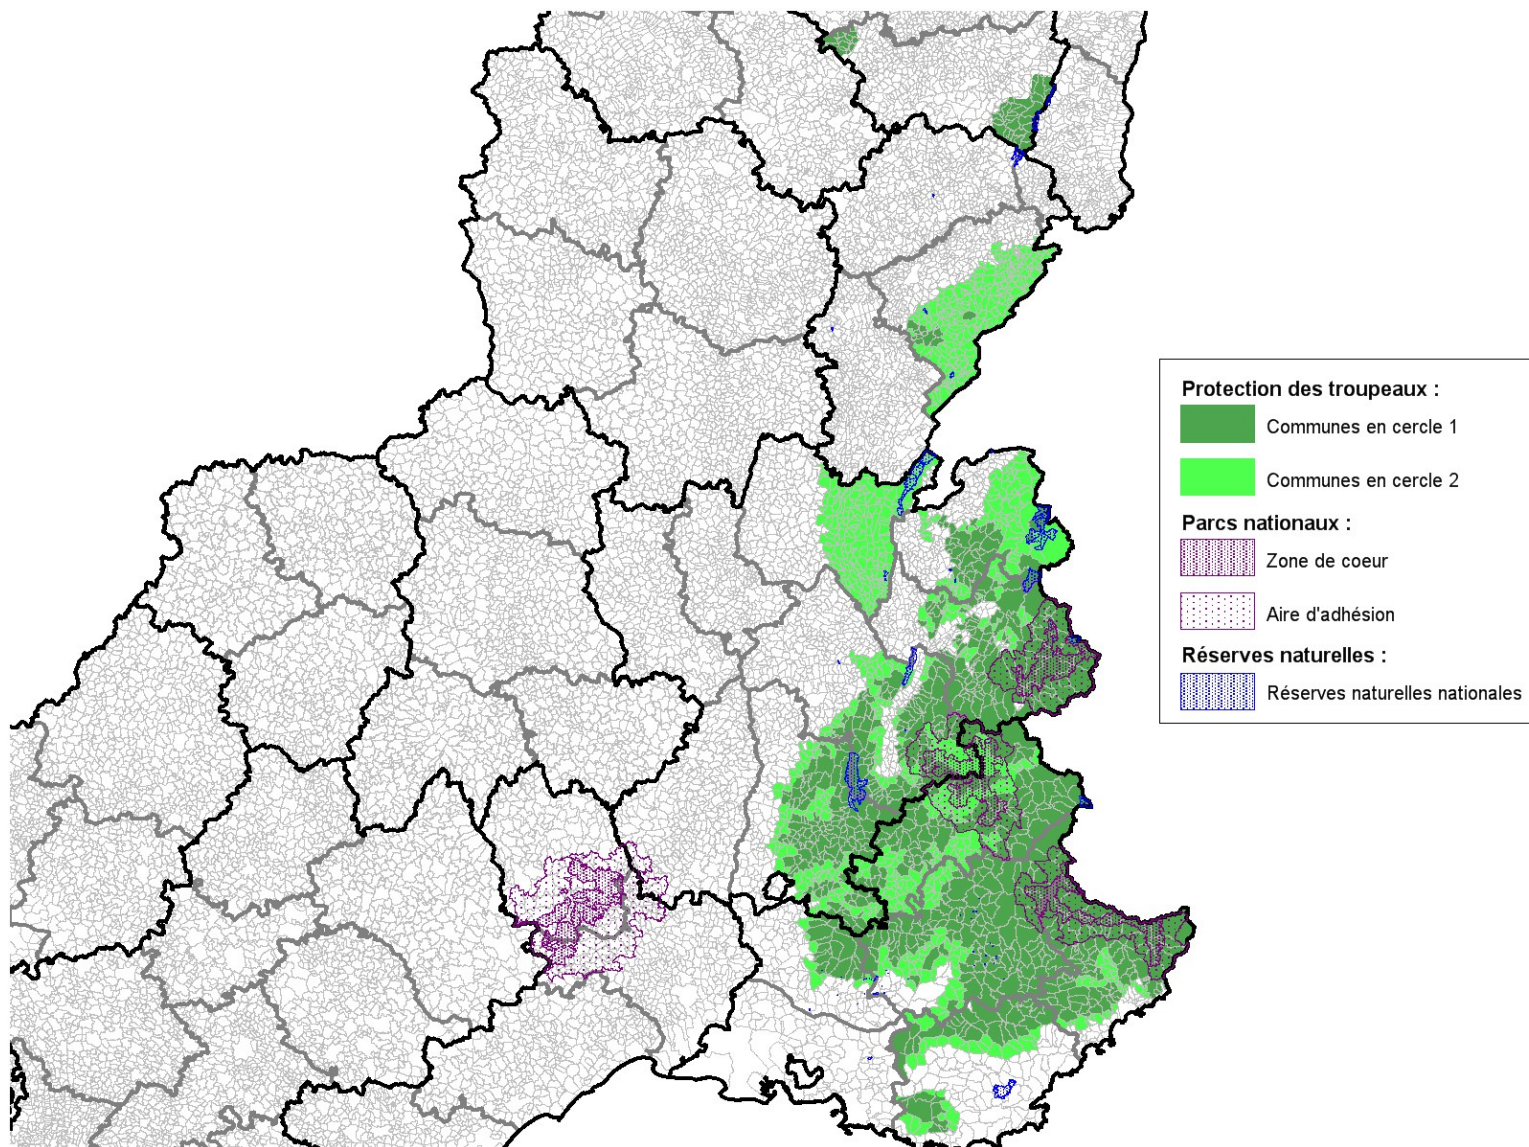 Protection des troupeaux :
Communes en cercle 1
Communes en cercle 2
Parcs nationaux :
Zone de coeur
Aire d'adhésion
Réserves naturelles :
Réserves naturelles nationales